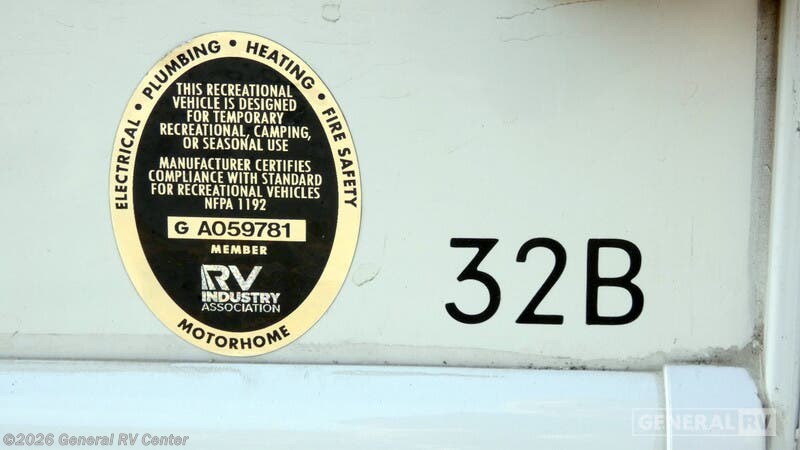 ELECTRICAL • PLUMBING • HEATING • FIRE SAFETY
THIS RECREATIONAL
VEHICLE IS DESIGNED
FOR TEMPORARY
RECREATIONAL, CAMPING,
OR SEASONAL USE
MANUFACTURER CERTIFIES
COMPLIANCE WITH STANDARD
FOR RECREATIONAL VEHICLES
NFPA 1192
G A059781
MEMBER
RV
INDUSTRY
ASSOCIATION
MOTORHOME
32B
GENERAL RV
©2026 General RV Center